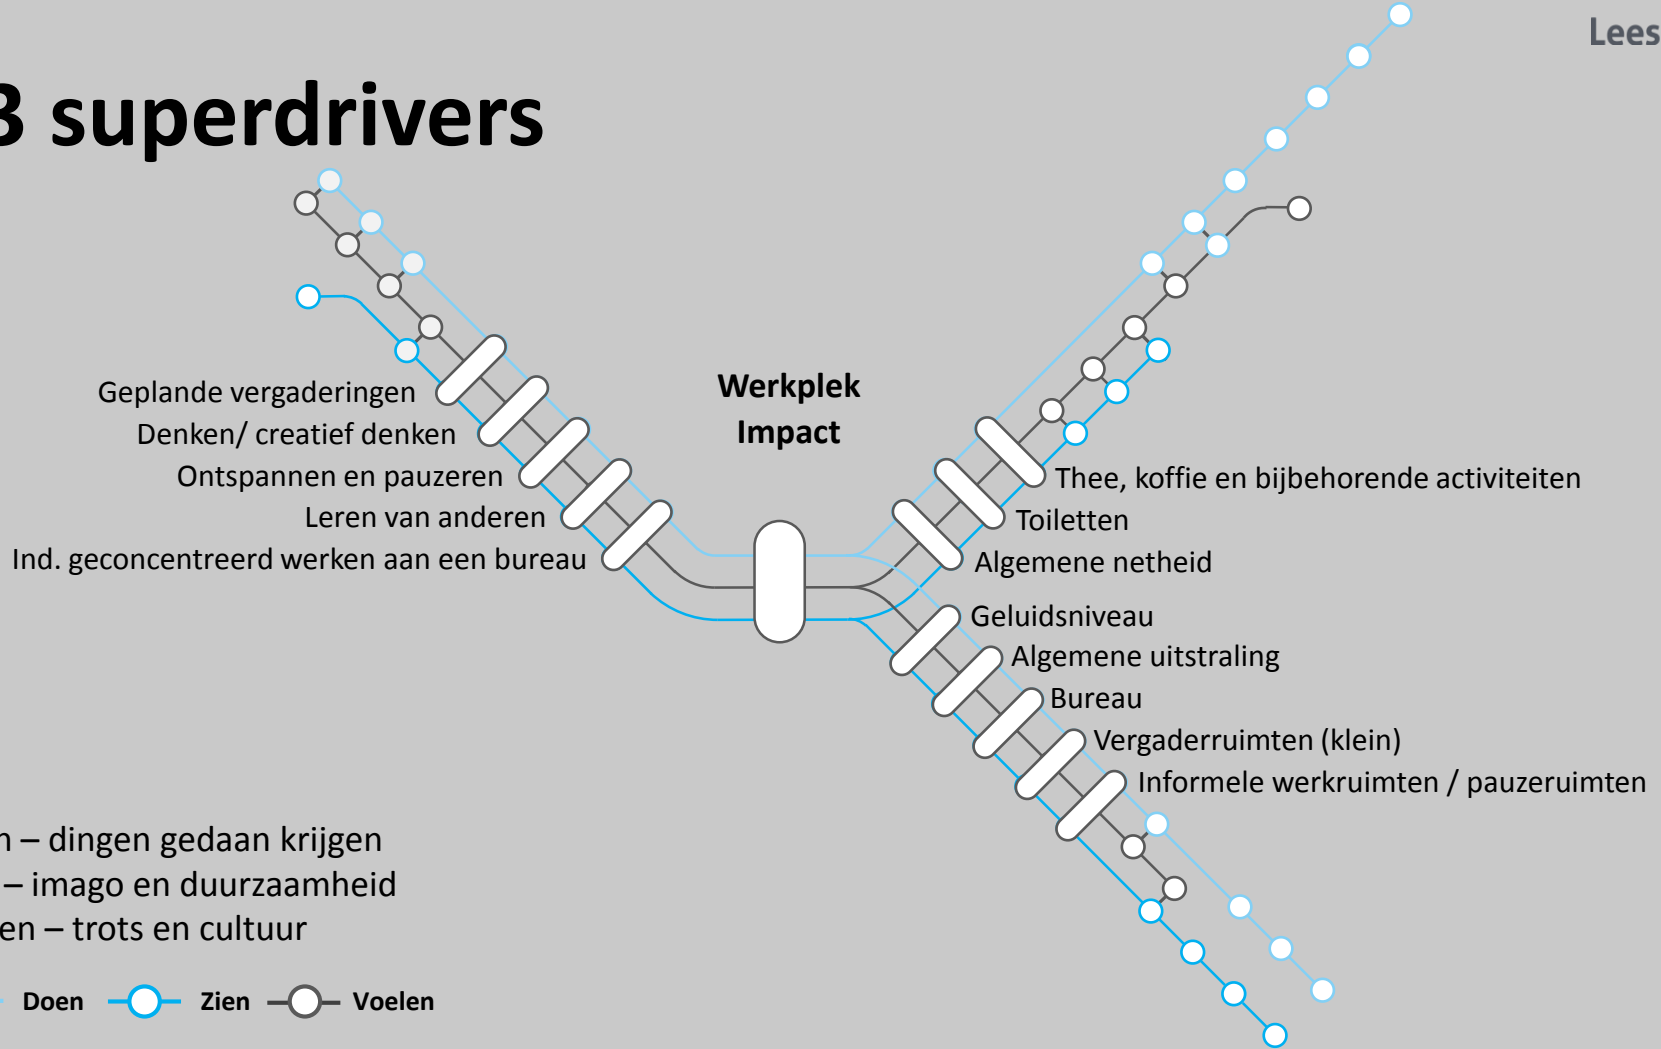 3 superdrivers
Lees
Werkplek
Impact
Geplande vergaderingen
Denken/ creatief denken
Ontspannen en pauzeren
Leren van anderen
Ind. geconcentreerd werken aan een bureau
Thee, koffie en bijbehorende activiteiten
Toiletten
Algemene netheid
Geluidsniveau
Algemene uitstraling
Bureau
Vergaderruimten (klein)
Informele werkruimten / pauzeruimten
n – dingen gedaan krijgen
– imago en duurzaamheid
en – trots en cultuur
Doen Zien Voelen